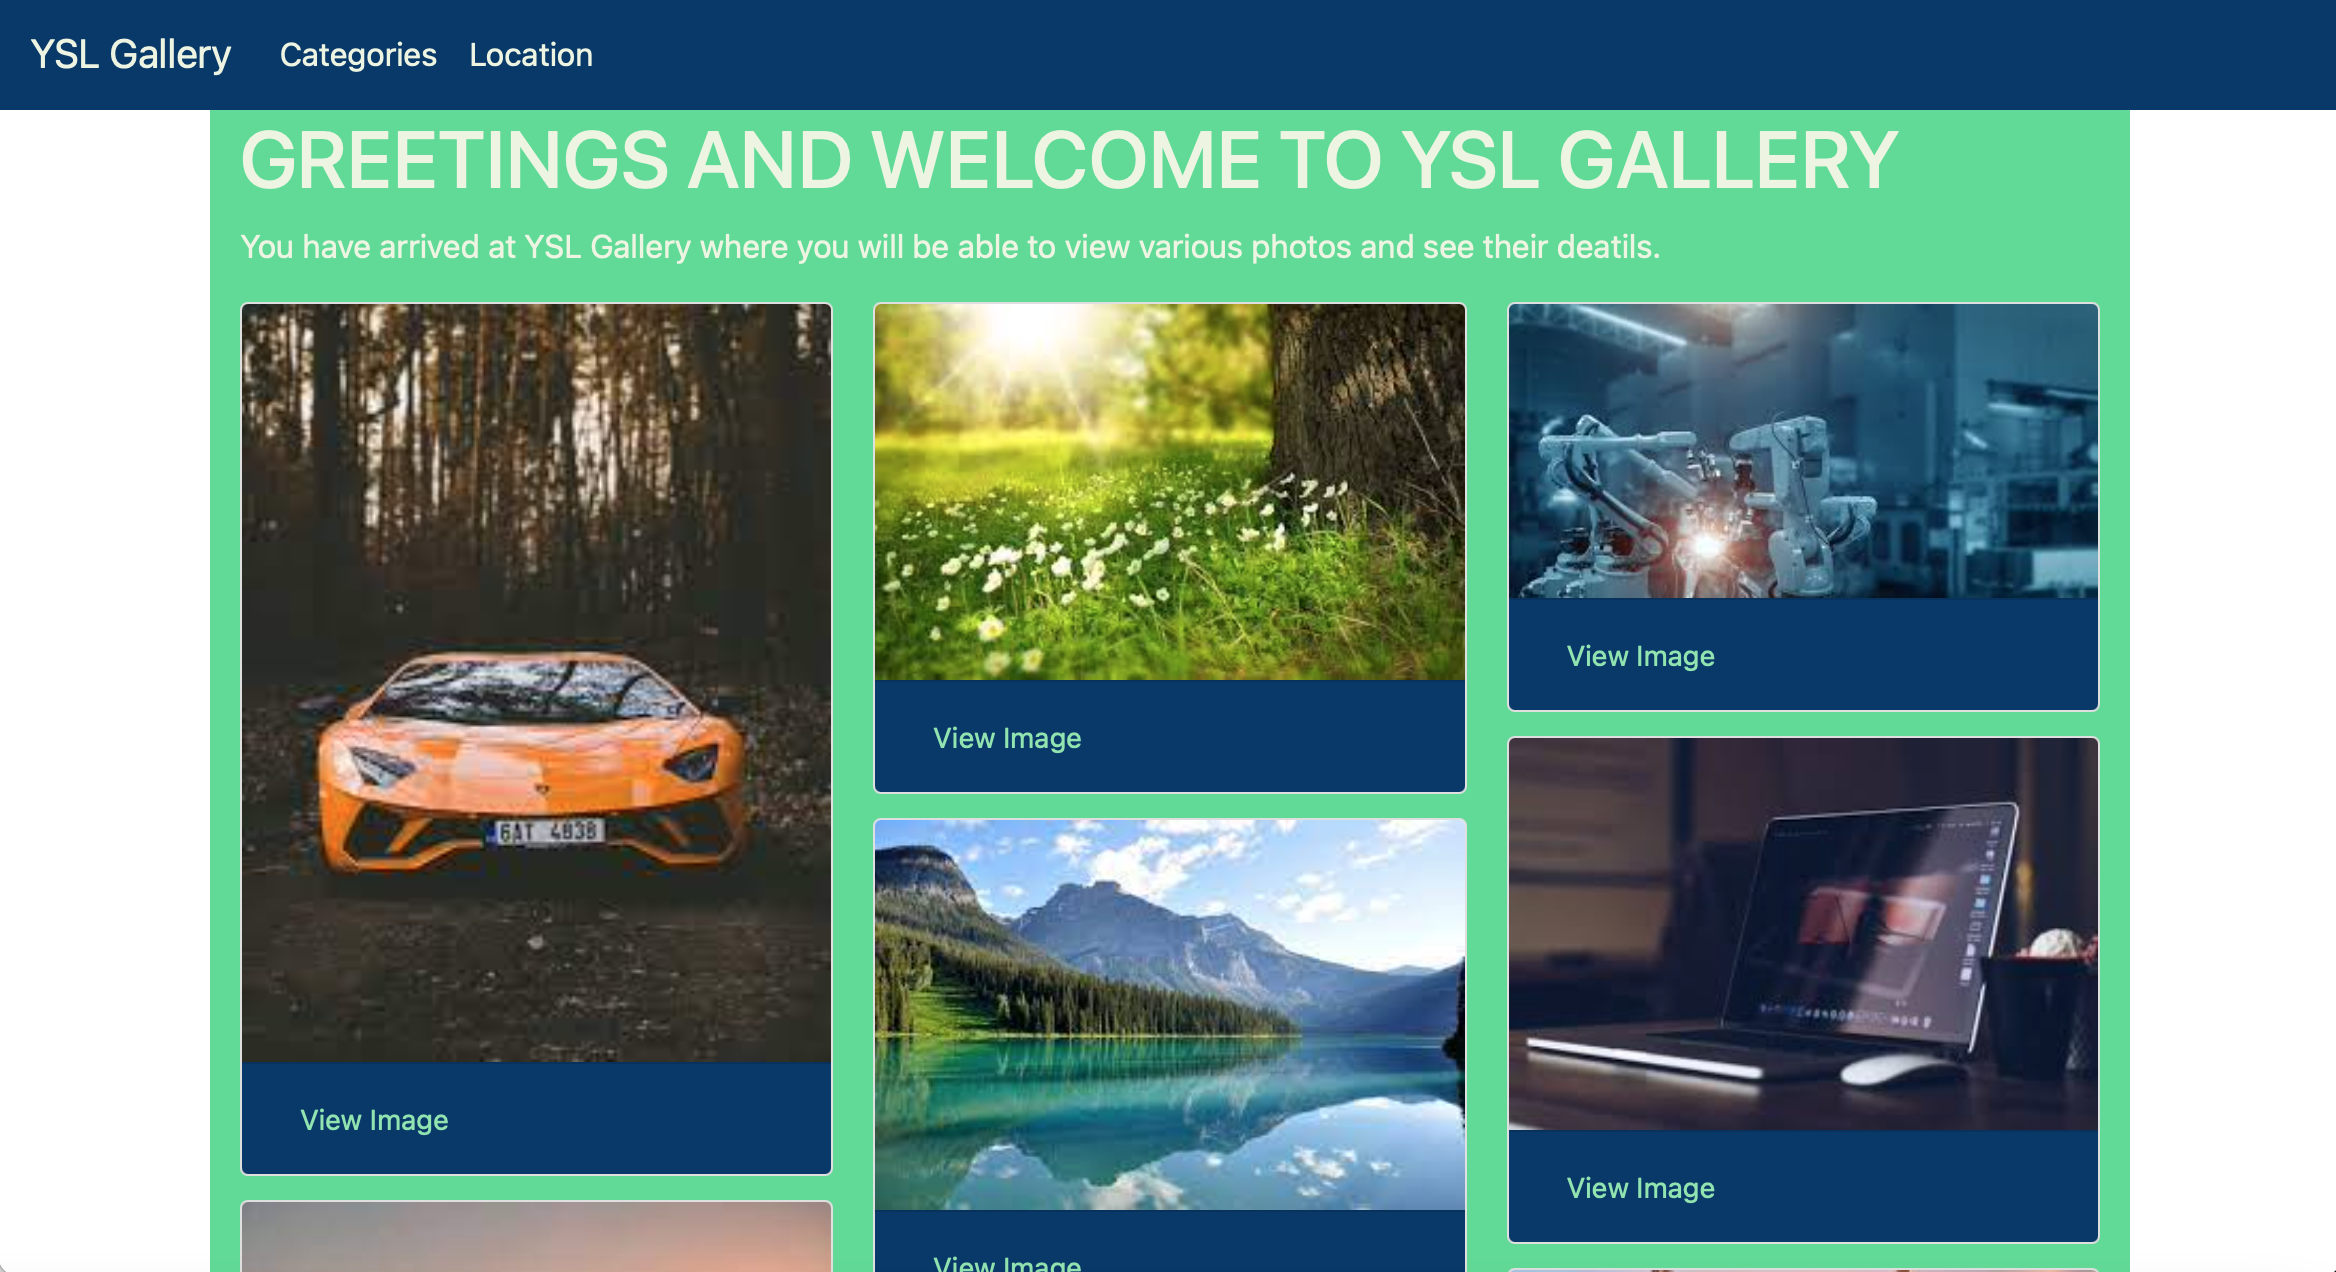 YSL Gallery Categories Location
GREETINGS AND WELCOME TO YSL GALLERY
You have arrived at YSL Gallery where you will be able to view various photos and see their deatils.
6AT 4838
View Image
View Image
View Image
View Image
View Image